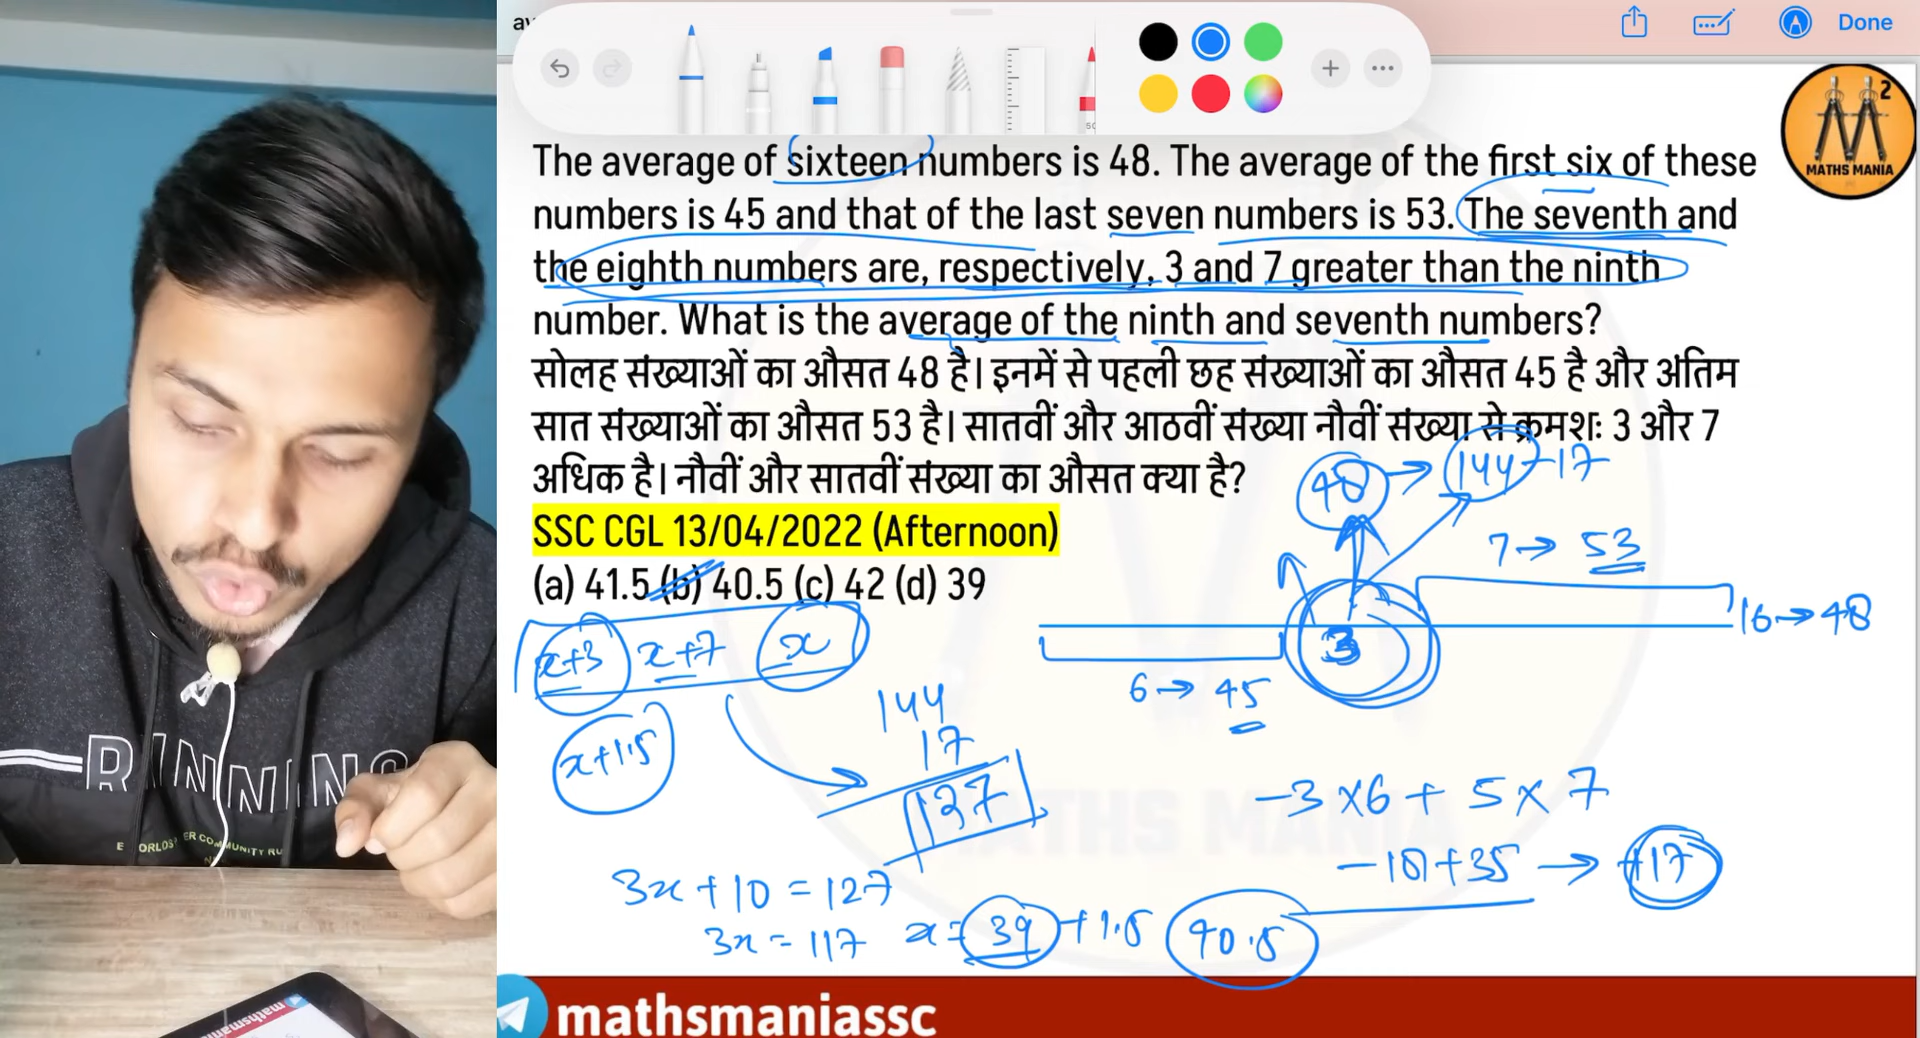 Done
2
MATHS MANIA
The average of sixteen numbers is 48. The average of the first six of these
numbers is 45 and that of the last seven numbers is 53. The seventh and
the eighth numbers are, respectively, 3 and 7 greater than the ninth
number. What is the average of the ninth and seventh numbers?
सोलह संख्याओं का औसत 48 है। इनमें से पहली छह संख्याओं का औसत 45 है और अंतिम
सात संख्याओं का औसत 53 है। सातवीं और आठवीं संख्या नौवीं संख्या से क्रमशः 3 और 7
अधिक है। नौवीं और सातवीं संख्या का औसत क्या है?
SSC CGL 13/04/2022 (Afternoon)
(a) 41.5 (b) 40.5 (c) 42 (d) 39
48 → 144 - 17
7 → 53
16 → 48
3
6 → 45
x+3 x+7 x
x+1.5
144
17
127
-3 × 6 + 5 × 7
-18 + 35 → +17
3x + 10 = 127
3x = 117 x = 39 + 1.5 40.5
MATHS MANIA
mathsmaniassc